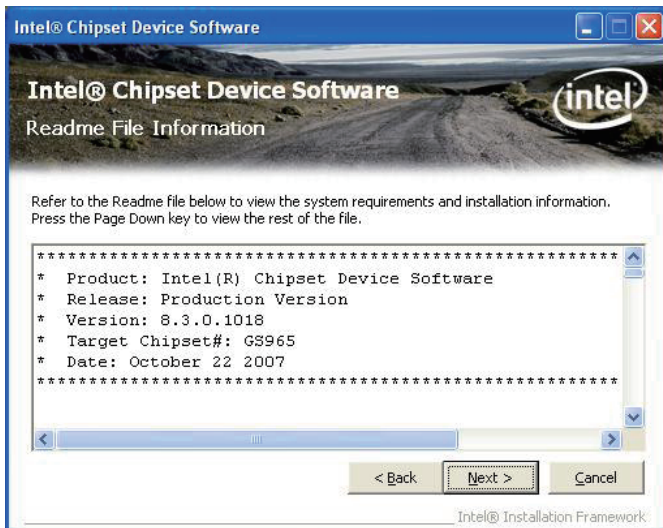 Intel® Chipset Device Software
Intel® Chipset Device Software
intel
Readme File Information
Refer to the Readme file below to view the system requirements and installation information.
Press the Page Down key to view the rest of the file.
********************************************************
* Product: Intel(R) Chipset Device Software
* Release: Production Version
* Version: 8.3.0.1018
* Target Chipset#: GS965
* Date: October 22 2007
********************************************************
< Back Next > Cancel
Intel® Installation Framework